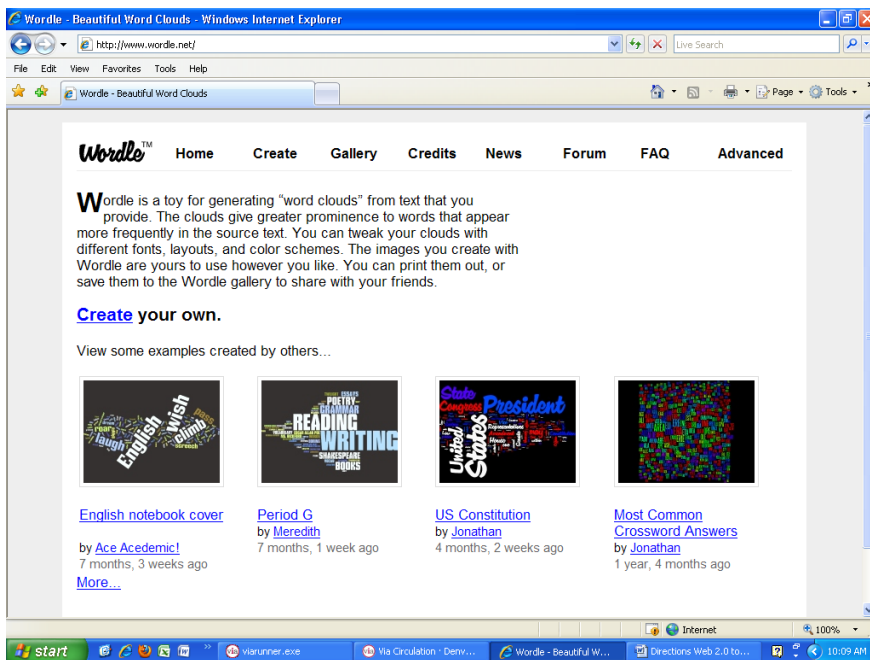 Wordle - Beautiful Word Clouds - Windows Internet Explorer
http://www.wordle.net/
Live Search
File Edit View Favorites Tools Help
Wordle - Beautiful Word Clouds
Page Tools
Wordle™ Home Create Gallery Credits News Forum FAQ Advanced
Wordle is a toy for generating “word clouds” from text that you
provide. The clouds give greater prominence to words that appear
more frequently in the source text. You can tweak your clouds with
different fonts, layouts, and color schemes. The images you create with
Wordle are yours to use however you like. You can print them out, or
save them to the Wordle gallery to share with your friends.
Create your own.
View some examples created by others...
English wish climb laugh pass roar screech
POETRY ESSAYS GRAMMAR READING WRITING SHAKESPEARE BOOKS
State Congress President United States Representatives House
English notebook cover
by Ace Acedemic!
7 months, 3 weeks ago
Period G
by Meredith
7 months, 1 week ago
US Constitution
by Jonathan
4 months, 2 weeks ago
Most Common
Crossword Answers
by Jonathan
1 year, 4 months ago
More...
Internet 100%
start viarunner.exe Via Circulation - Denv... Wordle - Beautiful W... Directions Web 2.0 to... 10:09 AM